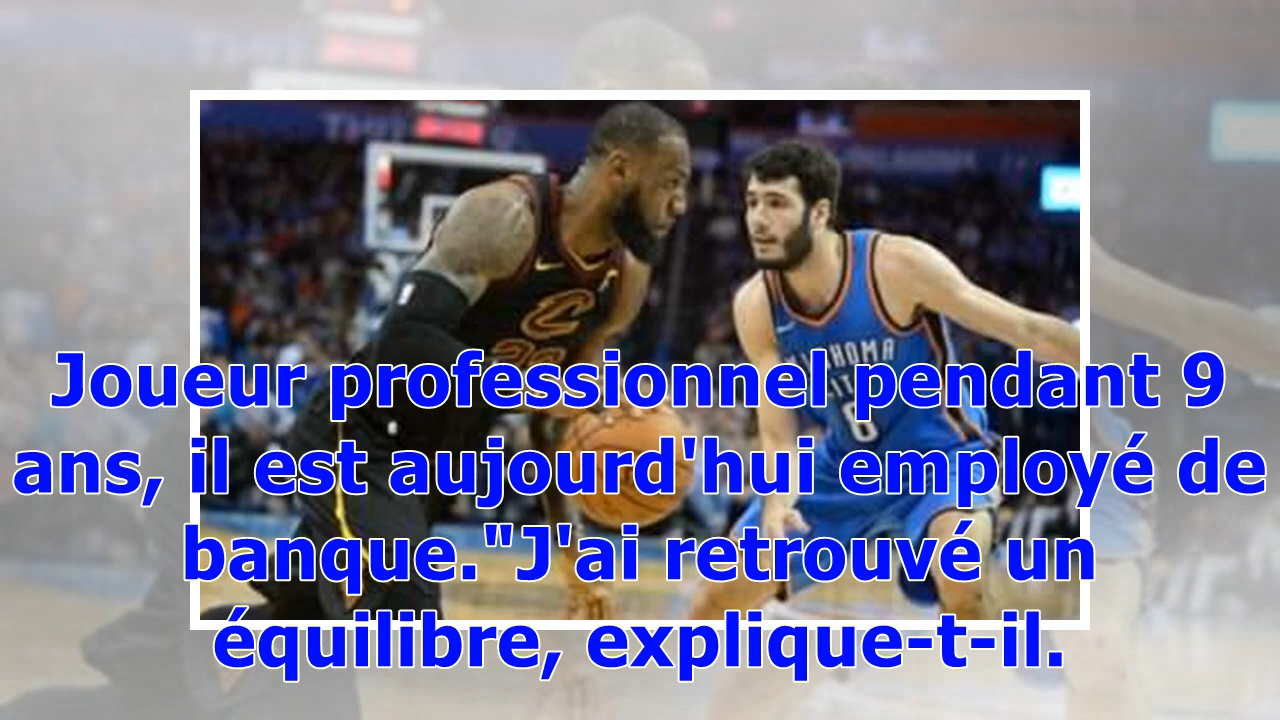 Joueur professionnel pendant 9
ans, il est aujourd'hui employé de
banque. "J'ai retrouvé un
équilibre, explique-t-il.